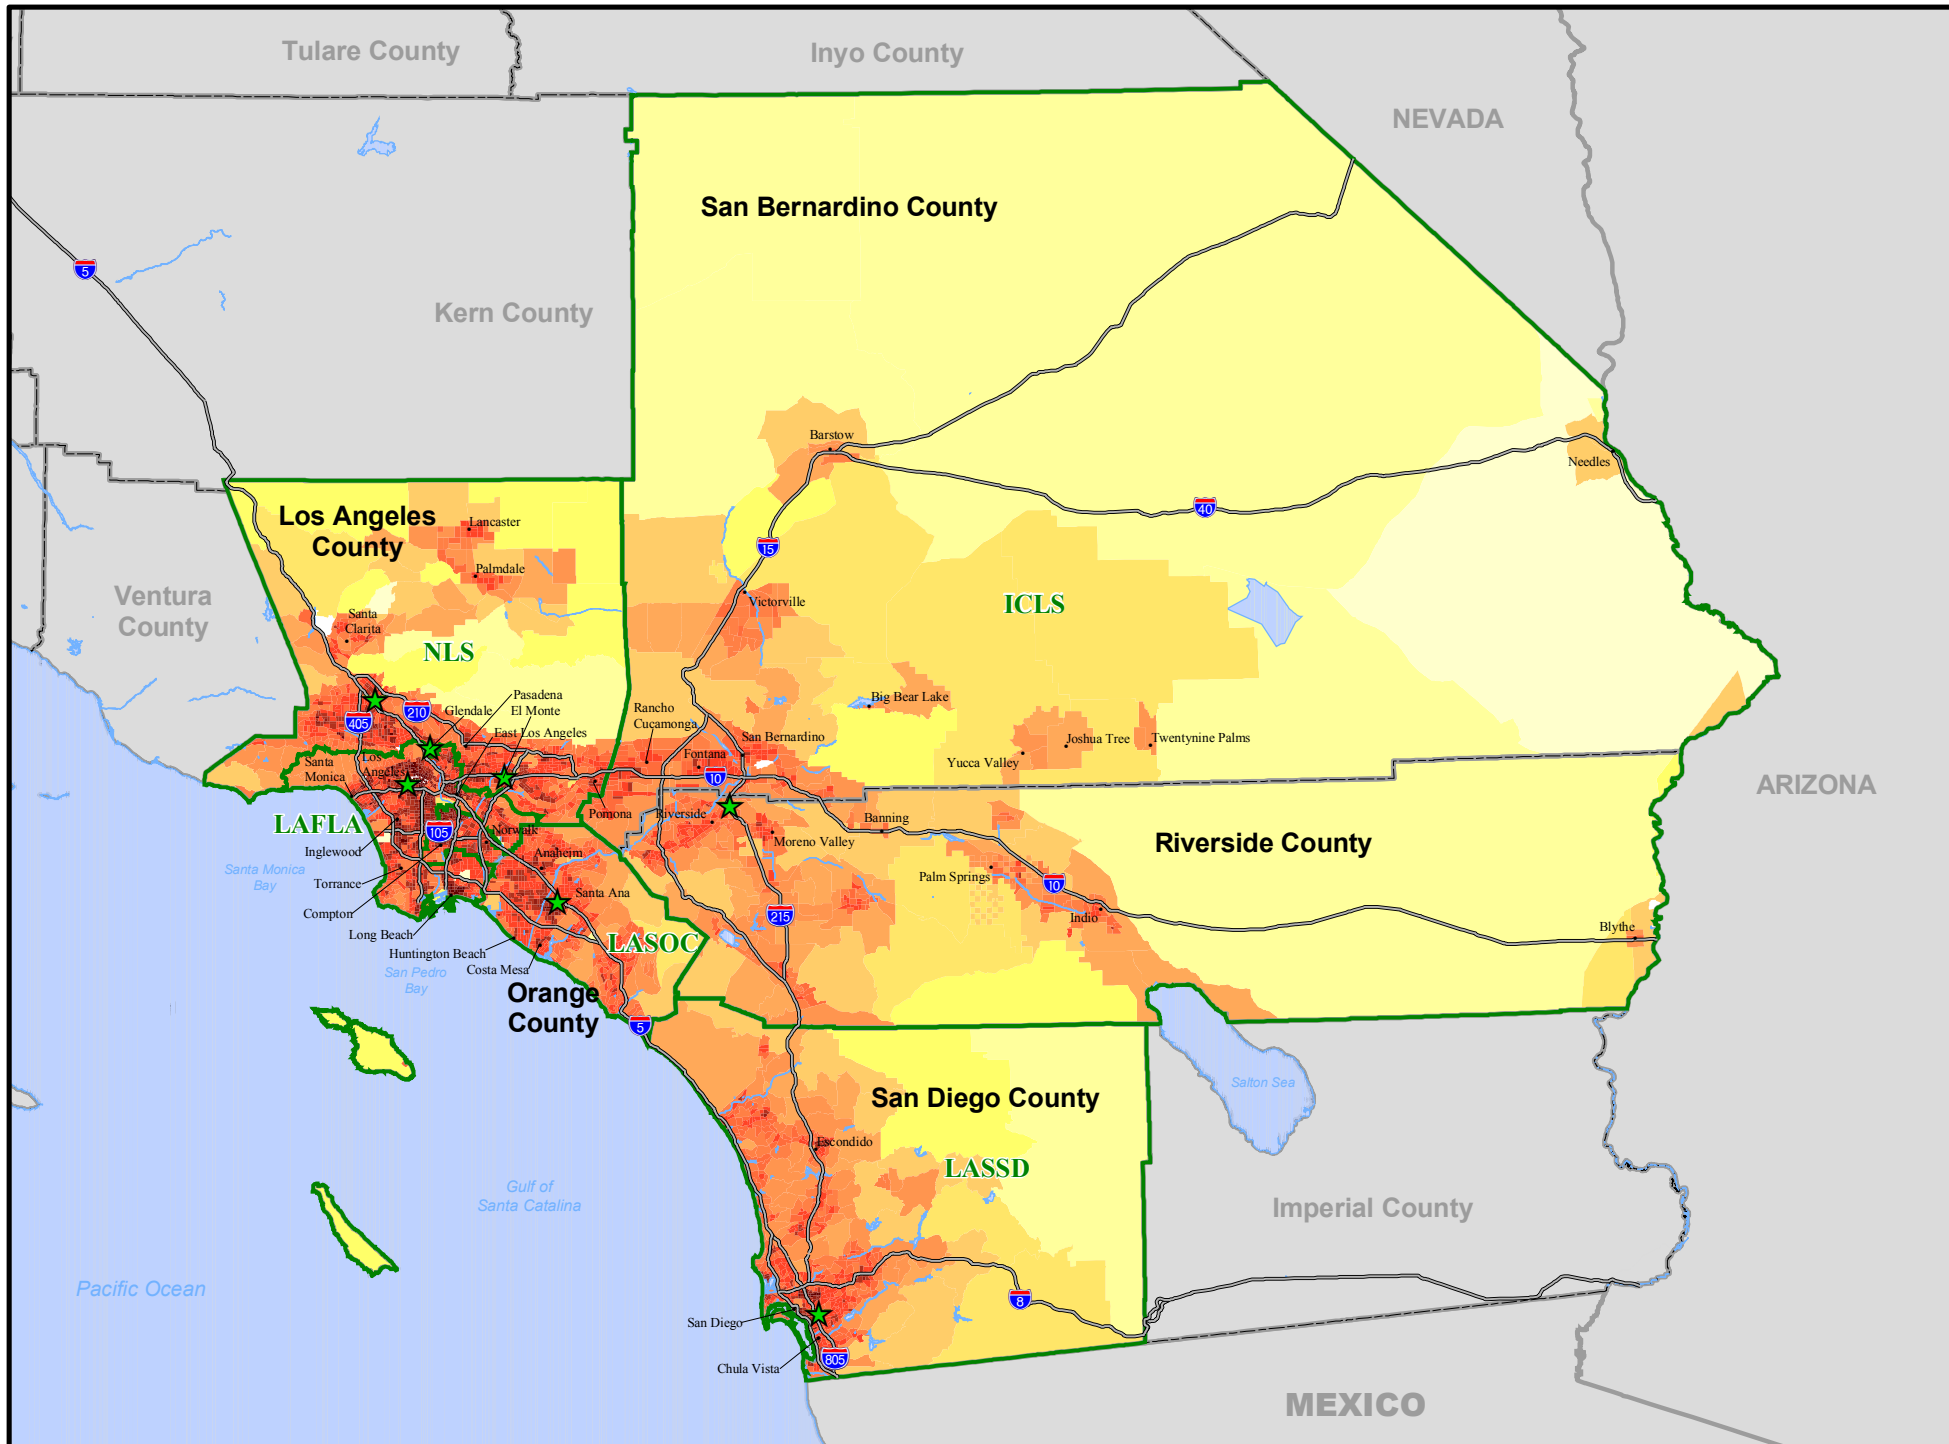 Tulare County
Inyo County
NEVADA
San Bernardino County
5
Kern County
Barstow
Needles
40
Los Angeles
County
Lancaster
15
Palmdale
Ventura
County
Santa
Clarita
Victorville
ICLS
NLS
Pasadena
Big Bear Lake
Glendale
210
El Monte
405
Rancho
Cucamonga
East Los Angeles
San Bernardino
Joshua Tree
Twentynine Palms
Santa
Monica
Los
Angeles
Fontana
Yucca Valley
10
ARIZONA
Pomona
Riverside
Banning
LAFLA
105
Norwalk
Moreno Valley
Riverside County
Inglewood
Anaheim
Santa Monica
Bay
Torrance
Palm Springs
10
Santa Ana
Compton
215
Indio
Long Beach
Blythe
LASOC
Huntington Beach
Costa Mesa
San Pedro
Bay
Orange
County
5
Salton Sea
San Diego County
Escondido
LASSD
Gulf of
Santa Catalina
Imperial County
Pacific Ocean
8
San Diego
805
Chula Vista
MEXICO